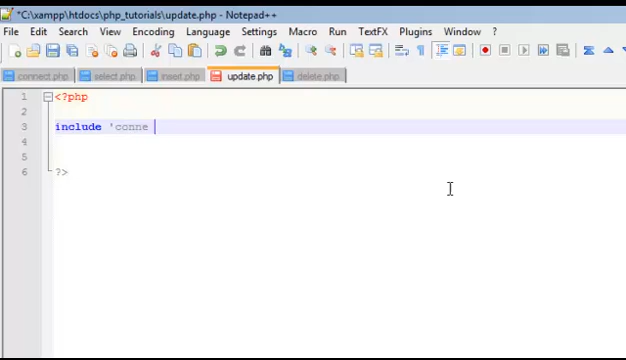 *C:\xampp\htdocs\php_tutorials\update.php - Notepad++
File Edit Search View Encoding Language Settings Macro Run TextFX Plugins Window ?
connect.php select.php insert.php update.php delete.php
1 <?php
2
3 include 'conne
4
5
6 ?>